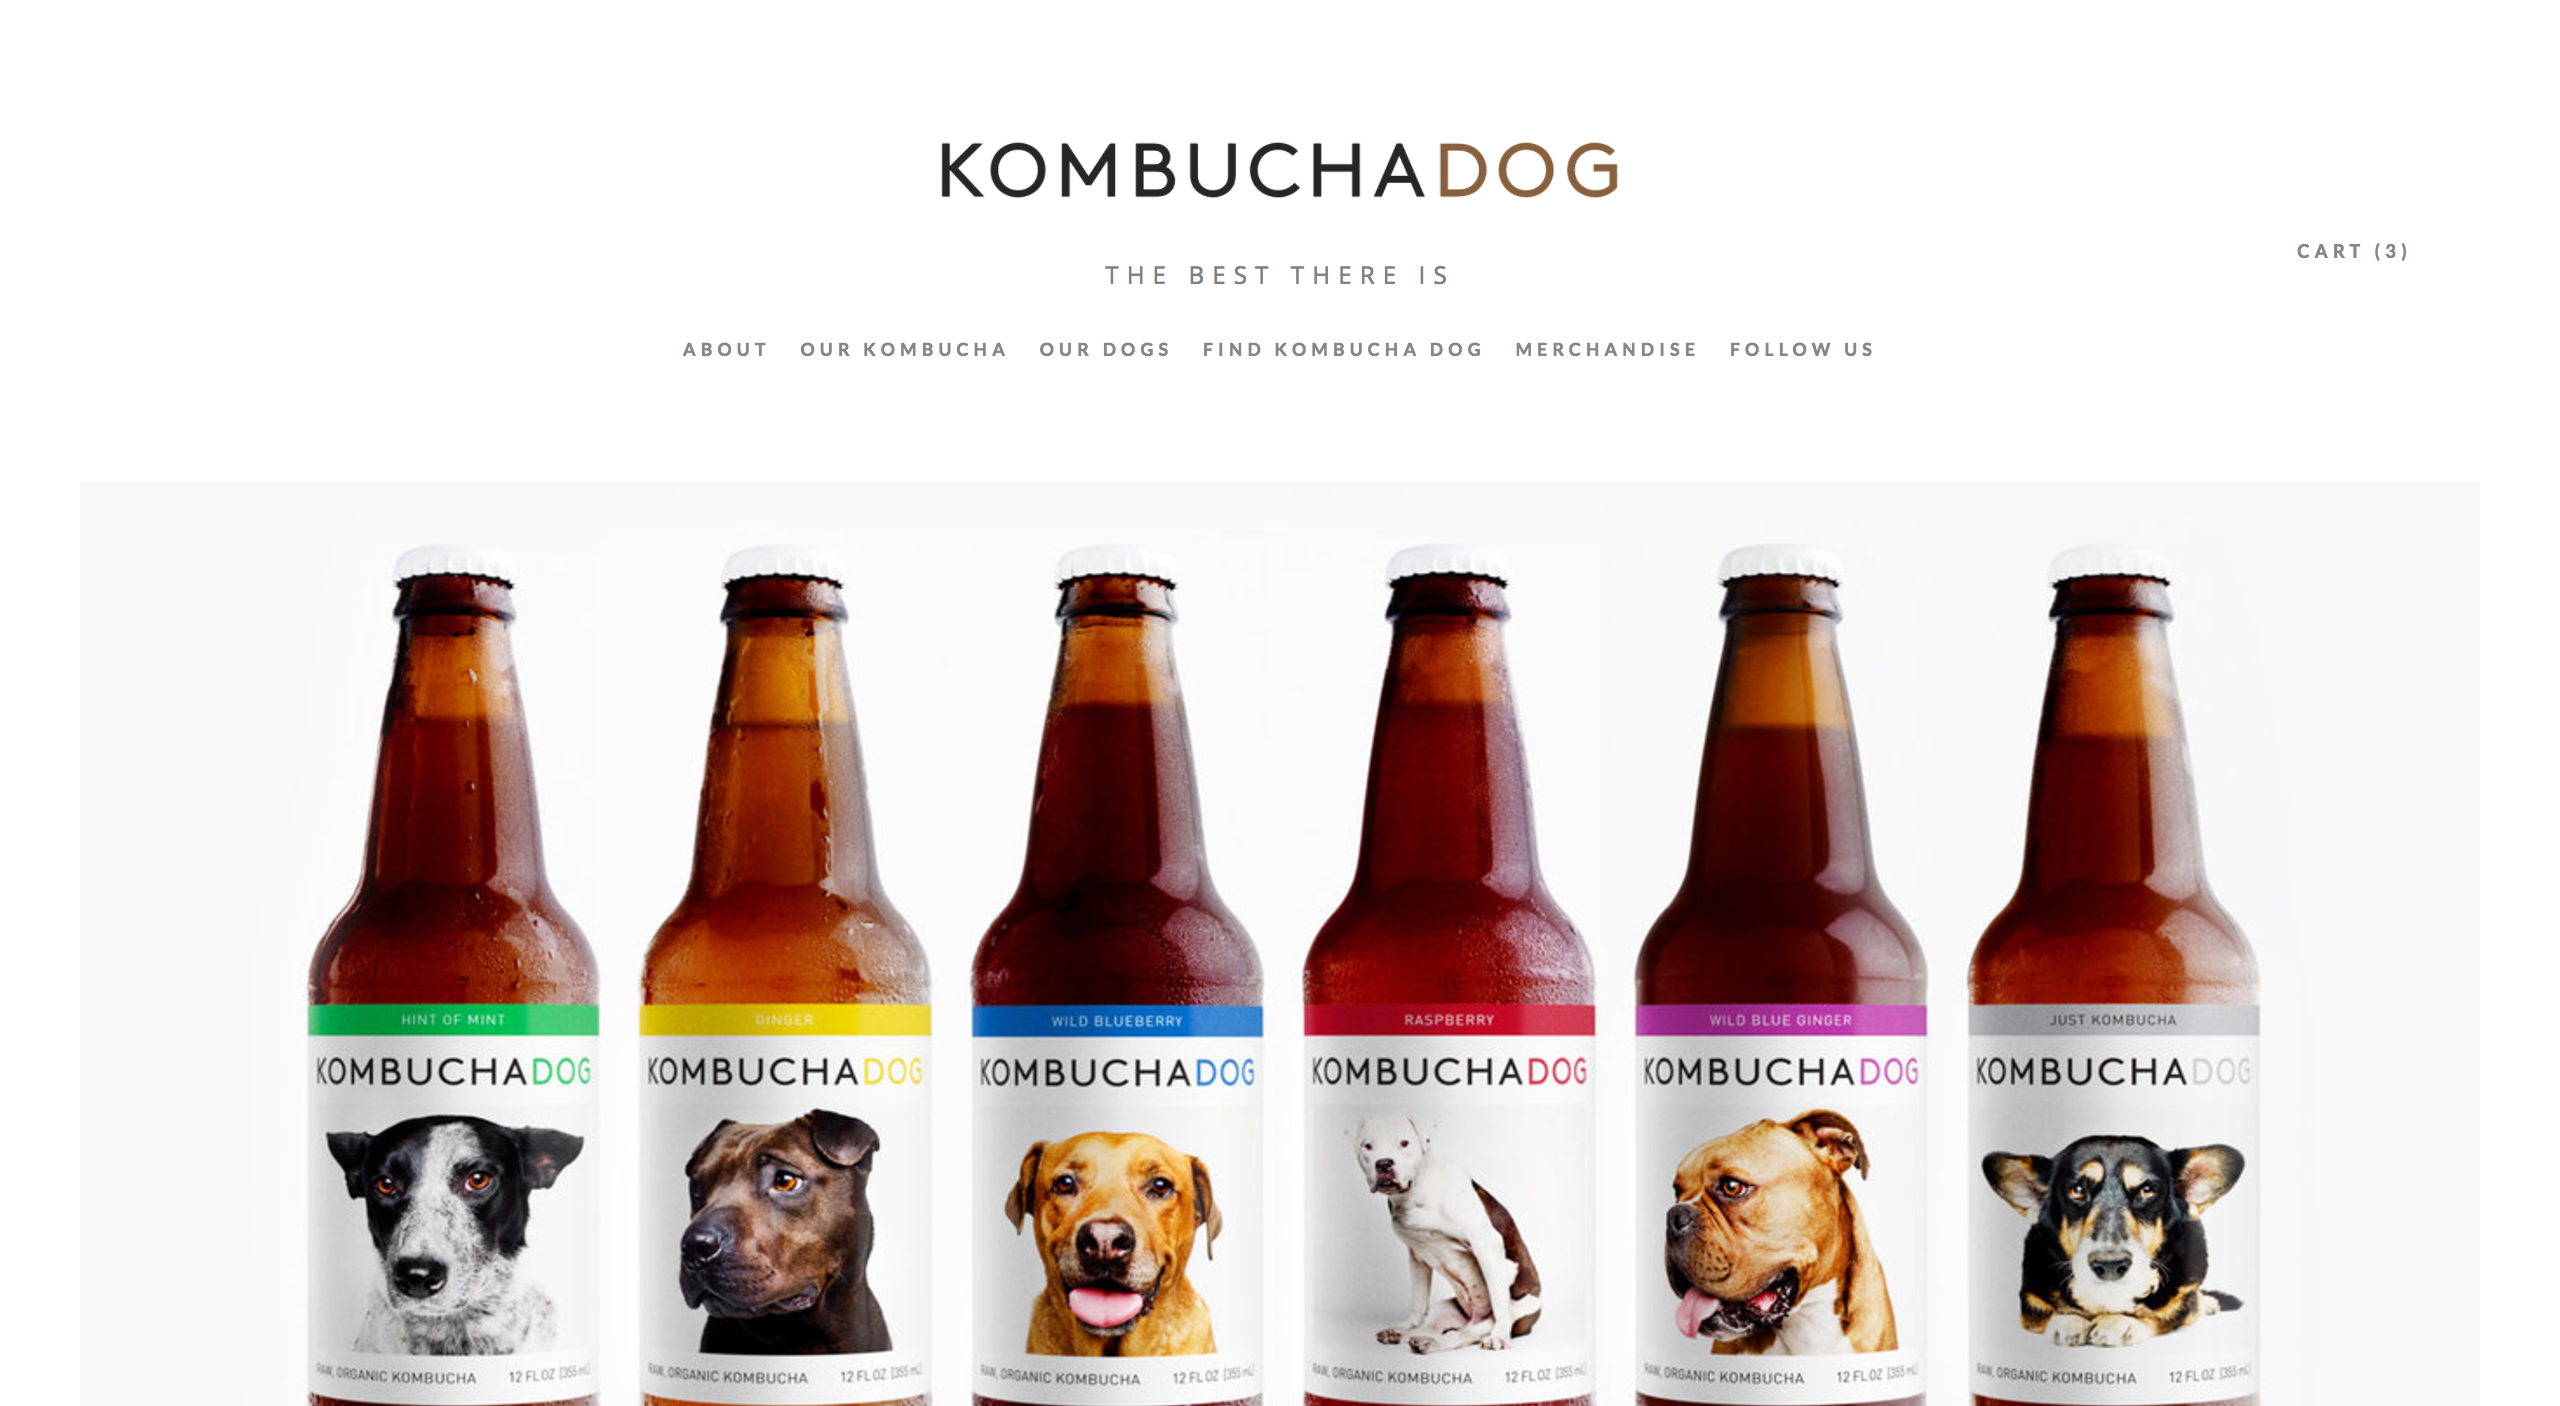 KOMBUCHADOG
CART (3)
THE BEST THERE IS
ABOUT OUR KOMBUCHA OUR DOGS FIND KOMBUCHA DOG MERCHANDISE FOLLOW US
HINT OF MINT
KOMBUCHADOG
RAW, ORGANIC KOMBUCHA 12 FL OZ (355 mL)
GINGER
KOMBUCHADOG
RAW, ORGANIC KOMBUCHA 12 FL OZ (355 mL)
WILD BLUEBERRY
KOMBUCHADOG
RAW, ORGANIC KOMBUCHA 12 FL OZ (355 mL)
RASPBERRY
KOMBUCHADOG
RAW, ORGANIC KOMBUCHA 12 FL OZ (355 mL)
WILD BLUE GINGER
KOMBUCHADOG
RAW, ORGANIC KOMBUCHA 12 FL OZ (355 mL)
JUST KOMBUCHA
KOMBUCHADOG
RAW, ORGANIC KOMBUCHA 12 FL OZ (355 mL)